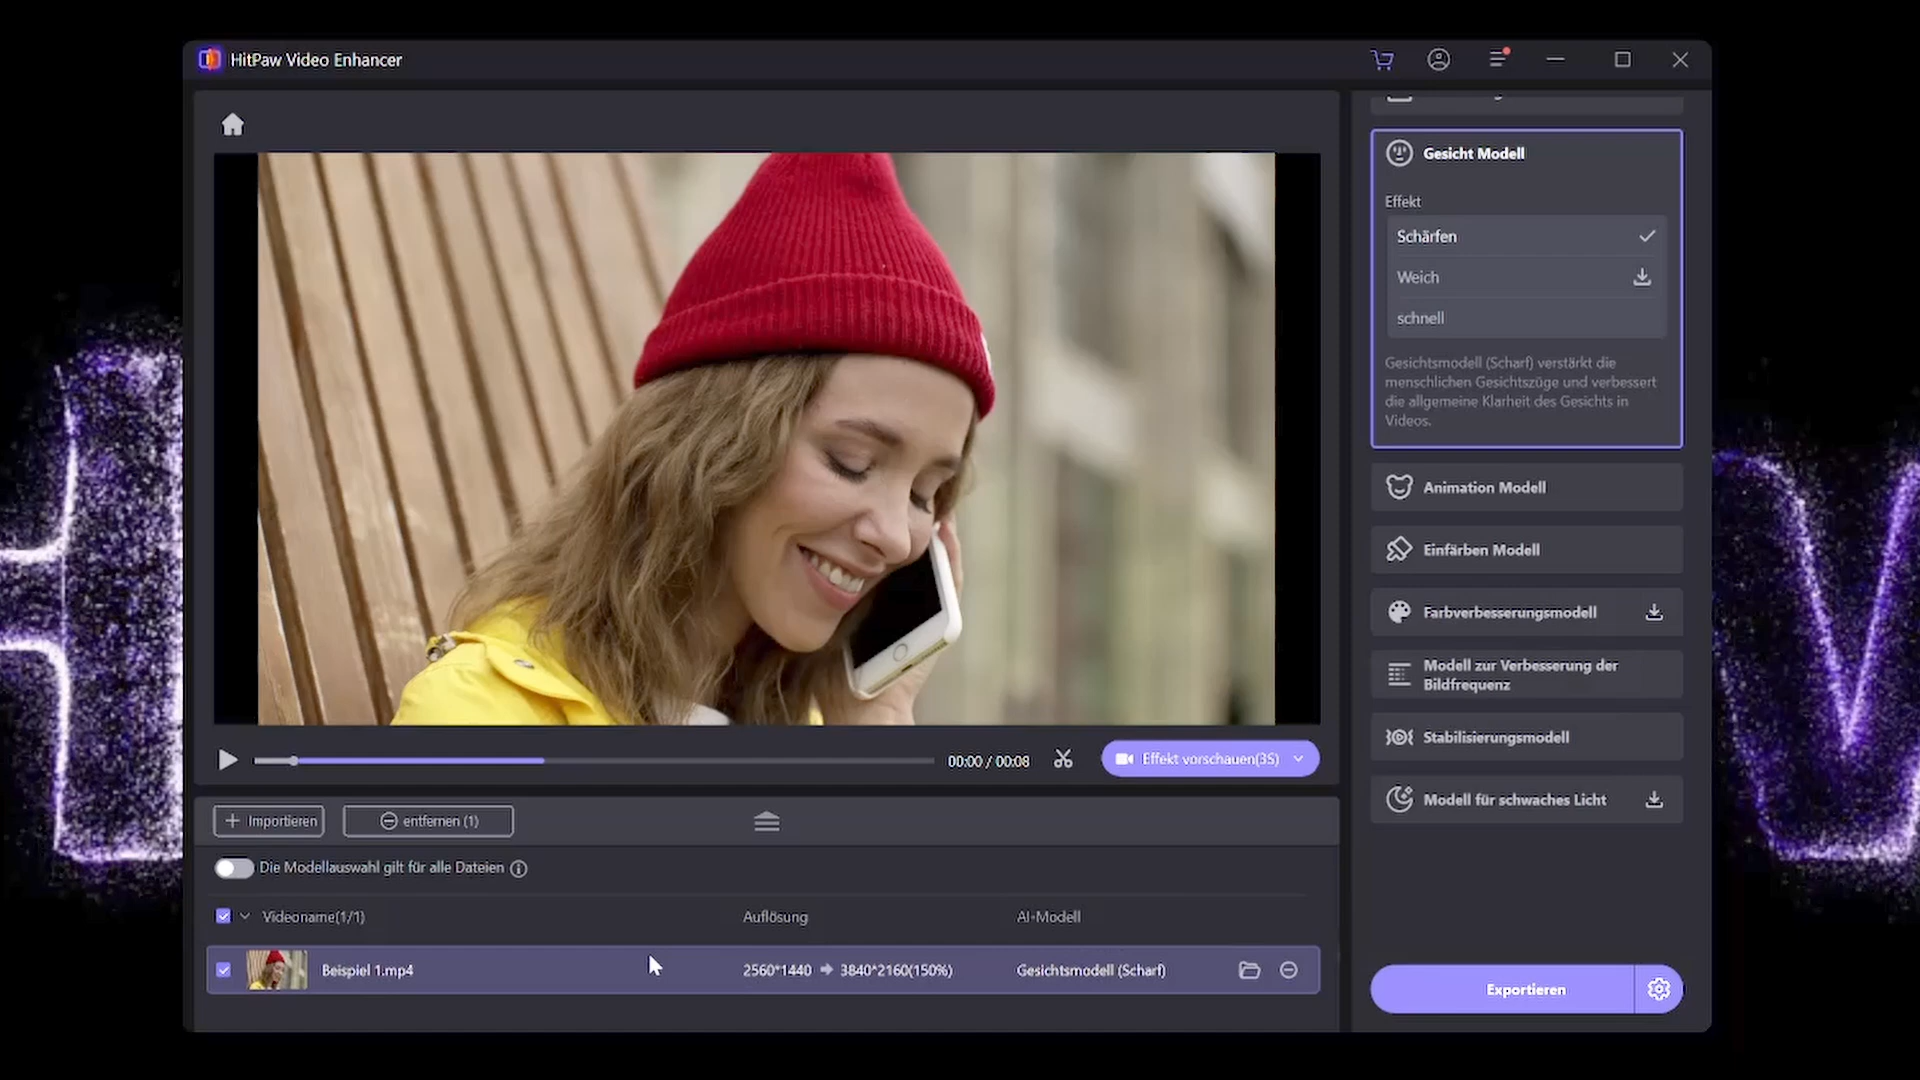 HitPaw Video Enhancer
Gesicht Modell
Effekt
Schärfen
Weich
schnell
Gesichtsmodell (Scharf) verstärkt die
menschlichen Gesichtszüge und verbessert
die allgemeine Klarheit des Gesichts in
Videos.
Animation Modell
Einfärben Modell
Farbverbesserungsmodell
Modell zur Verbesserung der
Bildfrequenz
Stabilisierungsmodell
Modell für schwaches Licht
00:00 / 00:08
Effekt vorschauen(3S)
Importieren
entfernen (1)
Die Modellauswahl gilt für alle Dateien
Videoname(1/1)
Auflösung
AI-Modell
Beispiel 1.mp4
2560*1440
3840*2160(150%)
Gesichtsmodell (Scharf)
Exportieren